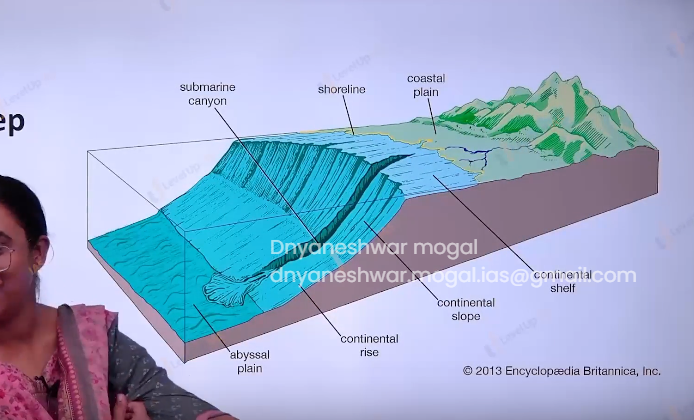 ep
submarine
canyon
shoreline
coastal
plain
Dnyaneshwar mogal
dnyaneshwar.mogal.ias@gmail.com
continental
shelf
continental
slope
continental
rise
abyssal
plain
© 2013 Encyclopædia Britannica, Inc.